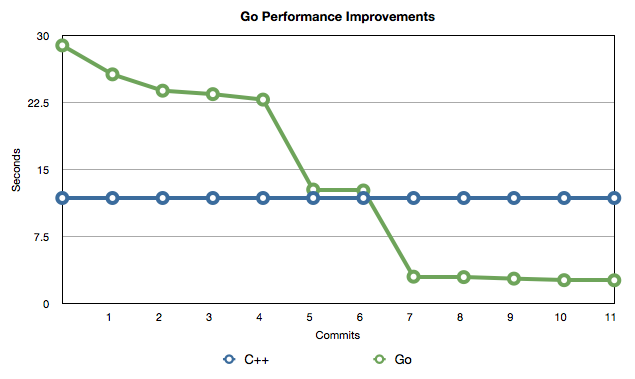 Go Performance Improvements
30
22.5
15
7.5
0
Seconds
1 2 3 4 5 6 7 8 9 10 11
Commits
C++ Go